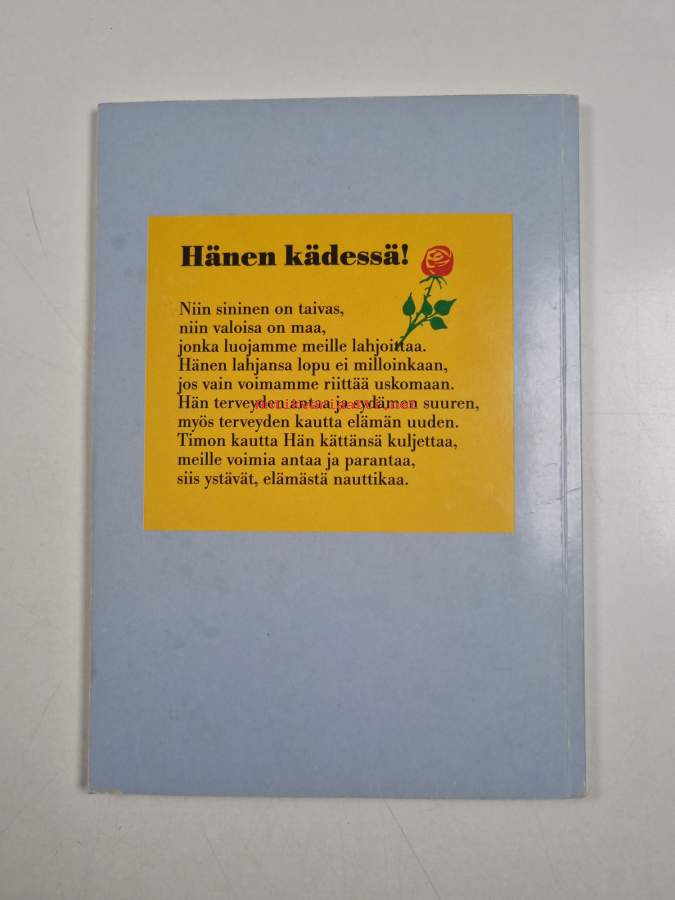 Hänen kädessä!
Niin sininen on taivas,
niin valoisa on maa,
jonka luojamme meille lahjoittaa.
Hänen lahjansa lopu ei milloinkaan,
jos vain voimamme riittää uskomaan.
Hän terveyden antaa ja sydämen suuren,
antikvariaatti.net
myös terveyden kautta elämän uuden.
Timon kautta Hän kättänsä kuljettaa,
meille voimia antaa ja parantaa,
siis ystävät, elämästä nauttikaa.